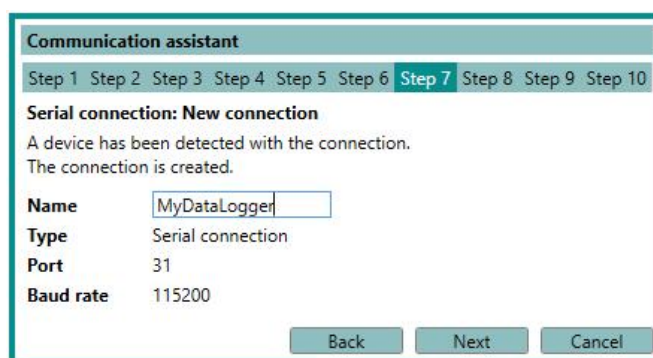 Communication assistant
Step 1 Step 2 Step 3 Step 4 Step 5 Step 6 Step 7 Step 8 Step 9 Step 10
Serial connection: New connection
A device has been detected with the connection.
The connection is created.
Name MyDataLogger
Type Serial connection
Port 31
Baud rate 115200
Back Next Cancel